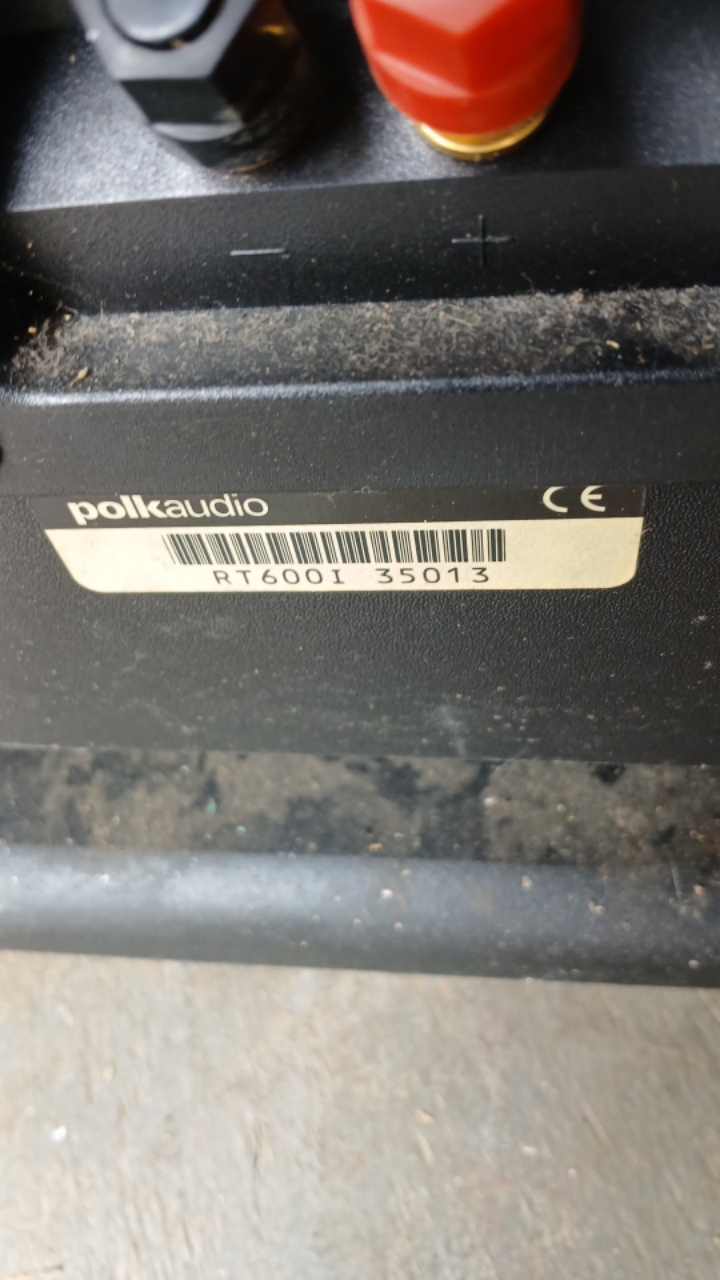 − +
polkaudio CE
RT600I 35013